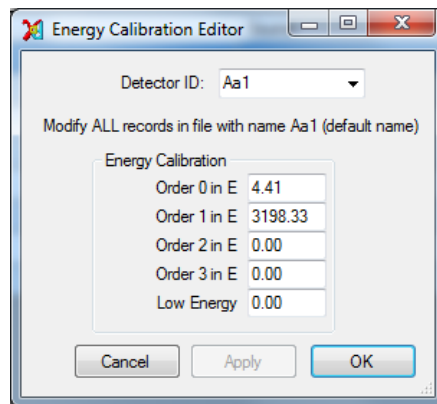 Energy Calibration Editor
Detector ID: Aa1
Modify ALL records in file with name Aa1 (default name)
Energy Calibration
Order 0 in E 4.41
Order 1 in E 3198.33
Order 2 in E 0.00
Order 3 in E 0.00
Low Energy 0.00
Cancel Apply OK